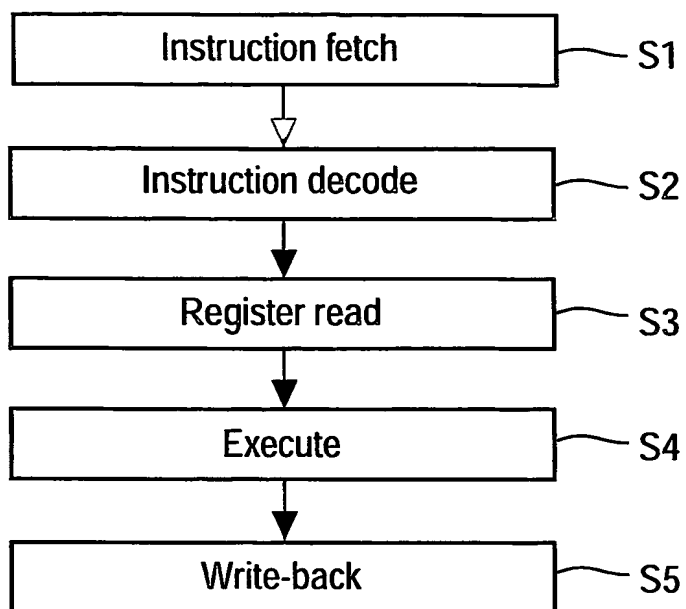 Instruction fetch S1
Instruction decode S2
Register read S3
Execute S4
Write-back S5